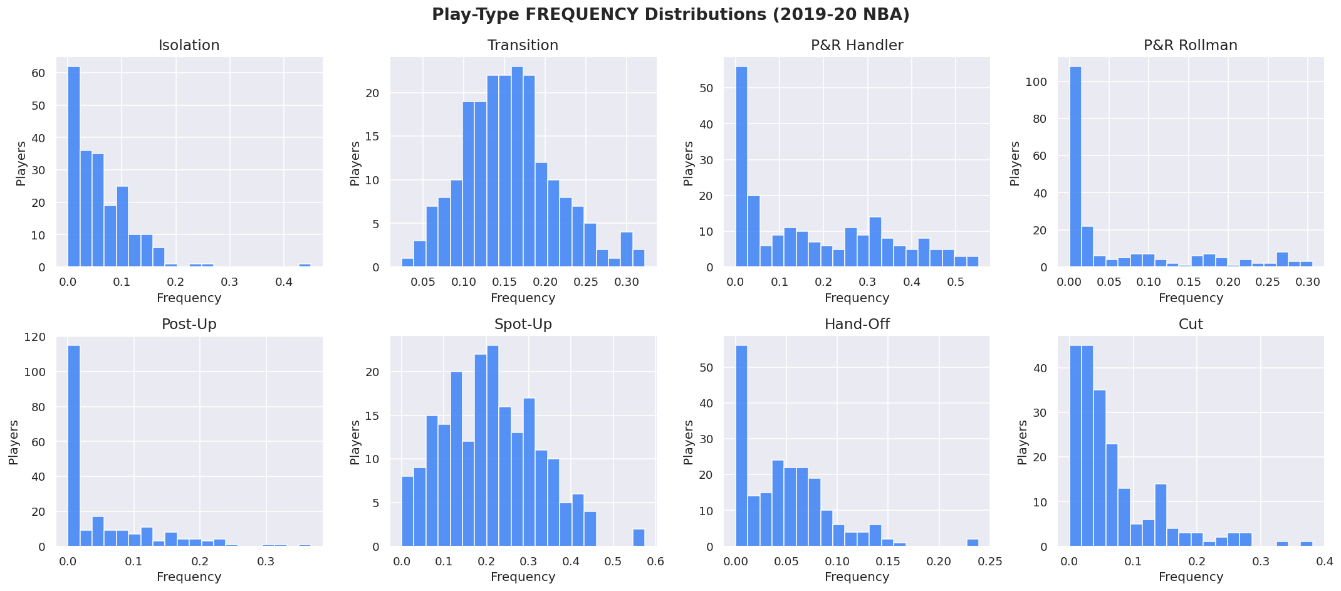 Play-Type FREQUENCY Distributions (2019-20 NBA)
Isolation
Players
60
50
40
30
20
10
0
0.0 0.1 0.2 0.3 0.4
Frequency
Transition
Players
20
15
10
5
0
0.05 0.10 0.15 0.20 0.25 0.30
Frequency
P&R Handler
Players
50
40
30
20
10
0
0.0 0.1 0.2 0.3 0.4 0.5
Frequency
P&R Rollman
Players
100
80
60
40
20
0
0.00 0.05 0.10 0.15 0.20 0.25 0.30
Frequency
Post-Up
Players
120
100
80
60
40
20
0
0.0 0.1 0.2 0.3
Frequency
Spot-Up
Players
20
15
10
5
0
0.0 0.1 0.2 0.3 0.4 0.5 0.6
Frequency
Hand-Off
Players
50
40
30
20
10
0
0.00 0.05 0.10 0.15 0.20 0.25
Frequency
Cut
Players
40
30
20
10
0
0.0 0.1 0.2 0.3 0.4
Frequency